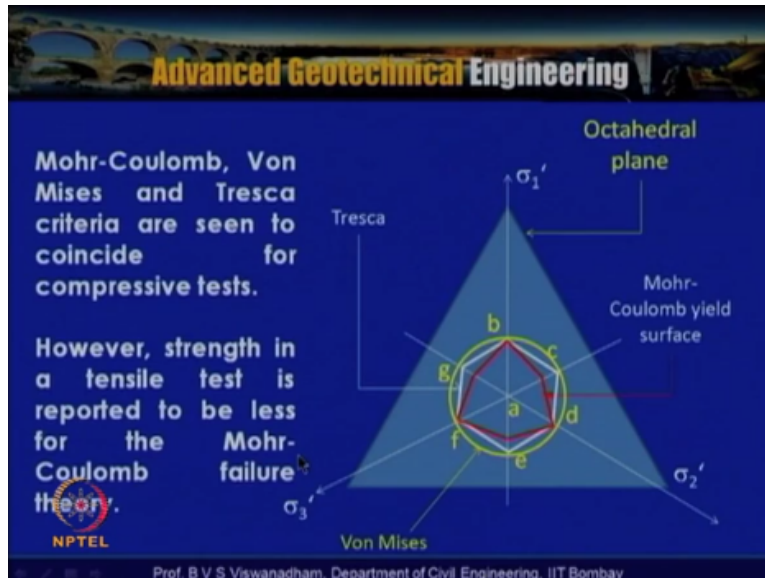 Advanced Geotechnical Engineering
Mohr-Coulomb, Von
Mises and Tresca
criteria are seen to
coincide for
compressive tests.
However, strength in
a tensile test is
reported to be less
for the Mohr-
Coulomb failure
theory.
NPTEL
Octahedral
plane
σ₁′
Tresca
Mohr-
Coulomb yield
surface
b
c
g
a
d
f
e
σ₃′
σ₂′
Von Mises
Prof. B V S Viswanadham, Department of Civil Engineering, IIT Bombay